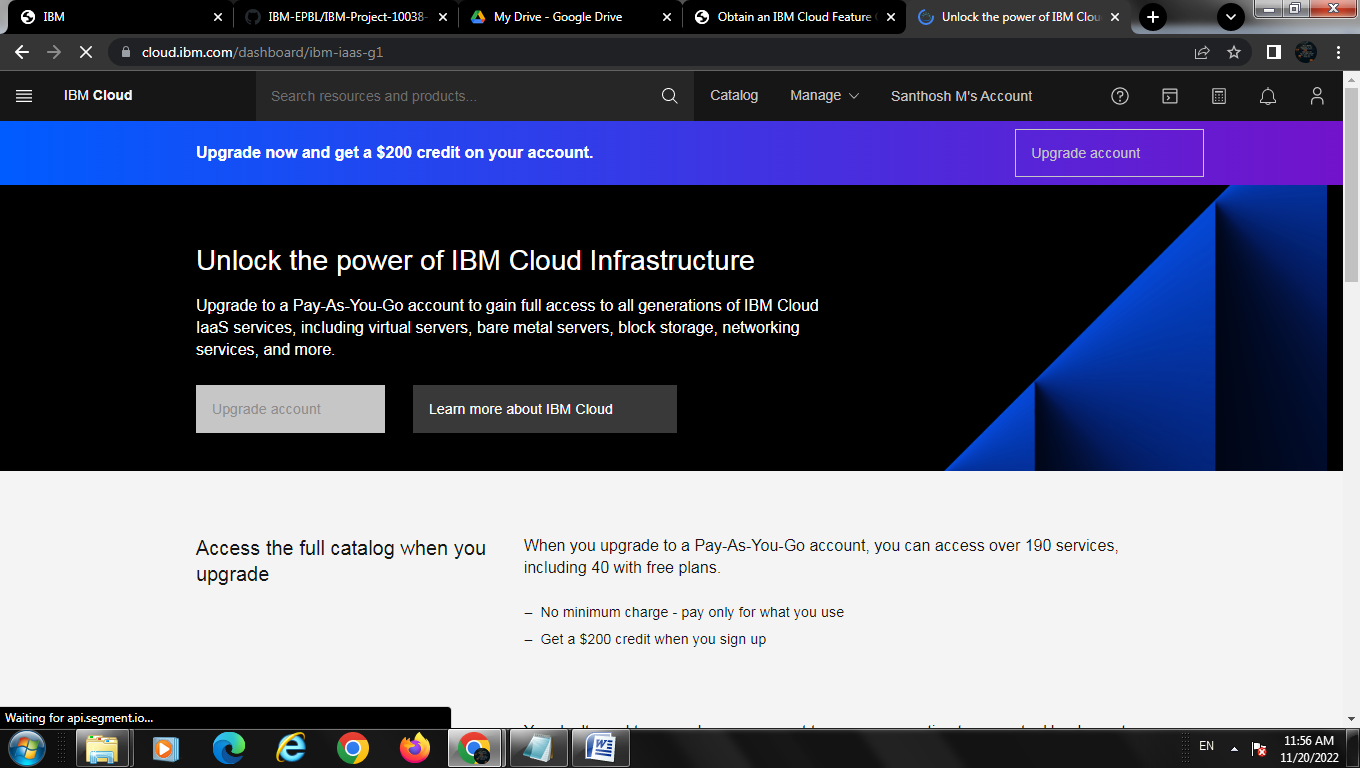 IBM
IBM-EPBL/IBM-Project-10038-
My Drive - Google Drive
Obtain an IBM Cloud Feature
Unlock the power of IBM Clou
cloud.ibm.com/dashboard/ibm-iaas-g1
IBM Cloud
Search resources and products...
Catalog
Manage
Santhosh M's Account
Upgrade now and get a $200 credit on your account.
Upgrade account
Unlock the power of IBM Cloud Infrastructure
Upgrade to a Pay-As-You-Go account to gain full access to all generations of IBM Cloud
IaaS services, including virtual servers, bare metal servers, block storage, networking
services, and more.
Upgrade account
Learn more about IBM Cloud
Access the full catalog when you
upgrade
When you upgrade to a Pay-As-You-Go account, you can access over 190 services,
including 40 with free plans.
– No minimum charge - pay only for what you use
– Get a $200 credit when you sign up
Waiting for api.segment.io...
EN
11:56 AM
11/20/2022